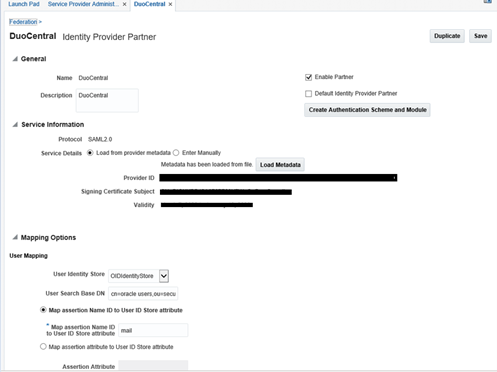 Launch Pad Service Provider Administ... × DuoCentral ×
Federation >
DuoCentral Identity Provider Partner
Duplicate Save
General
Name DuoCentral
Enable Partner
Description DuoCentral
Default Identity Provider Partner
Create Authentication Scheme and Module
Service Information
Protocol SAML2.0
Service Details Load from provider metadata Enter Manually
Metadata has been loaded from file. Load Metadata
Provider ID
Signing Certificate Subject
Validity
Mapping Options
User Mapping
User Identity Store OIDIdentityStore
User Search Base DN cn=oracle users,ou=secu
Map assertion Name ID to User ID Store attribute
* Map assertion Name ID
to User ID Store attribute mail
Map assertion attribute to User ID Store attribute
Assertion Attribute